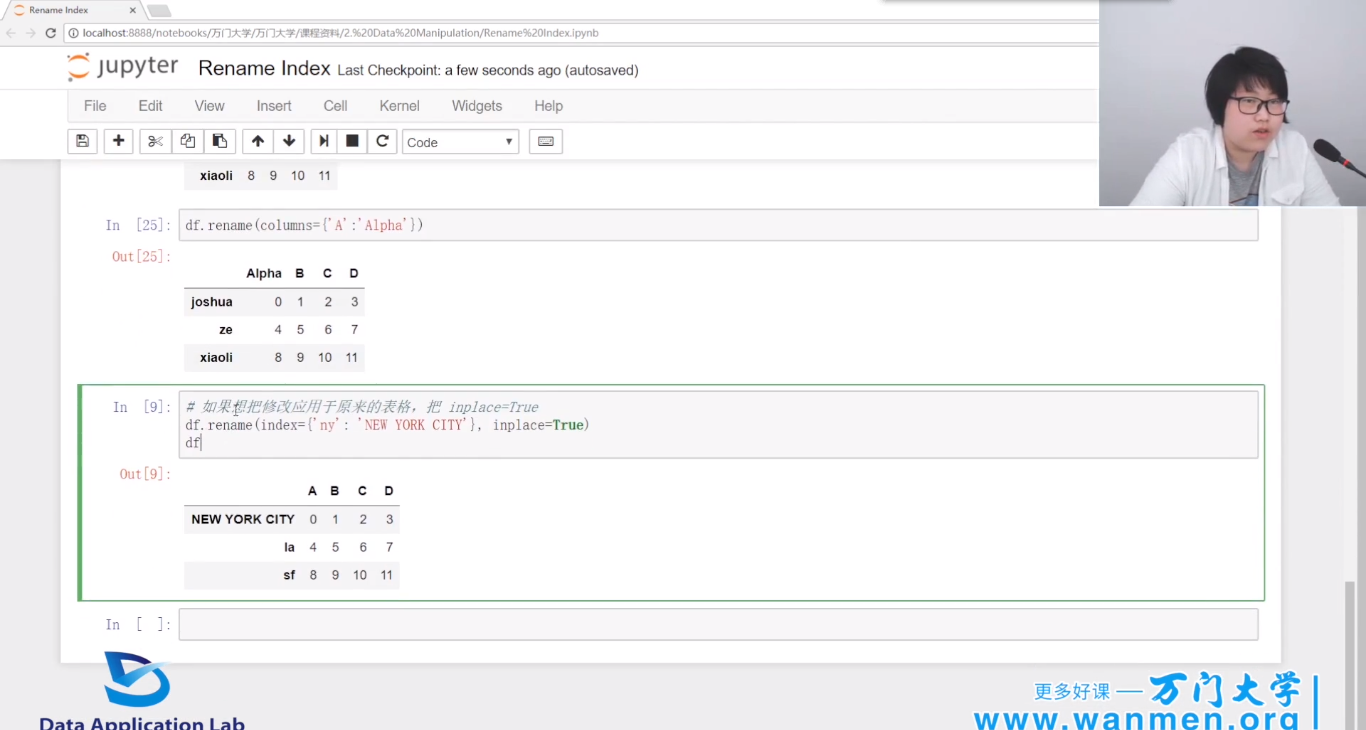 Rename Index
localhost:8888/notebooks/万门大学/万门大学/课程资料/2.%20Data%20Manipulation/Rename%20Index.ipynb
jupyter Rename Index Last Checkpoint: a few seconds ago (autosaved)
File Edit View Insert Cell Kernel Widgets Help
Code
xiaoli 8 9 10 11
In [25]: df.rename(columns={'A':'Alpha'})
Out[25]:
Alpha B C D
joshua 0 1 2 3
ze 4 5 6 7
xiaoli 8 9 10 11
In [9]: # 如果想把修改应用于原来的表格，把 inplace=True
df.rename(index={'ny': 'NEW YORK CITY'}, inplace=True)
df
Out[9]:
A B C D
NEW YORK CITY 0 1 2 3
la 4 5 6 7
sf 8 9 10 11
In [ ]:
更多好课 — 万门大学
Data Application Lab
www.wanmen.org